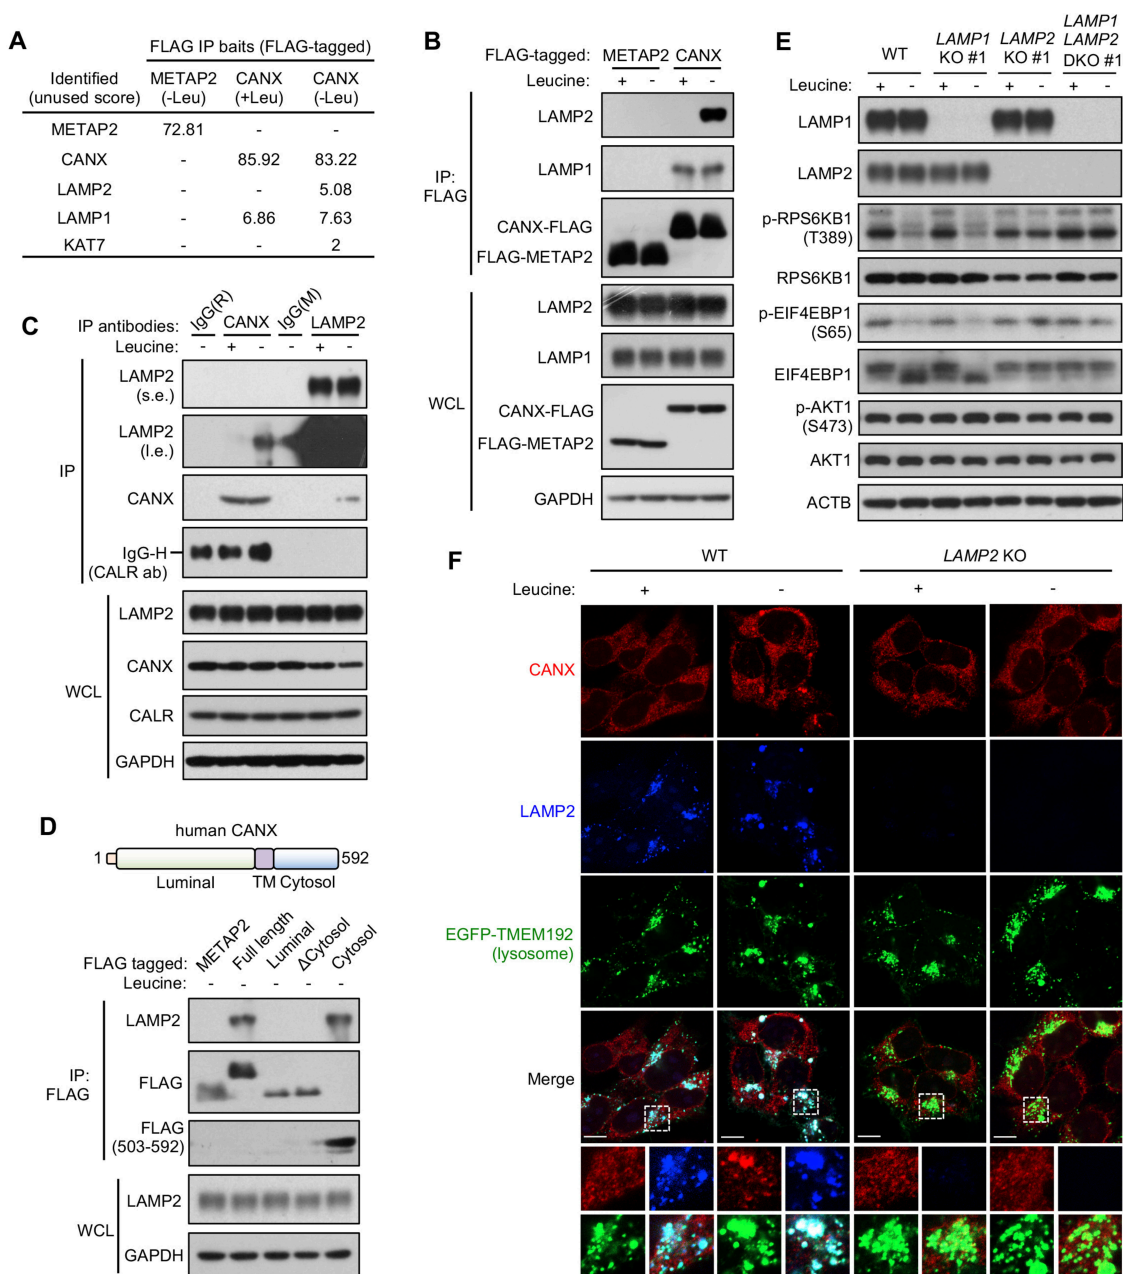 A
FLAG IP baits (FLAG-tagged)
Identified (unused score) METAP2 (-Leu) CANX (+Leu) CANX (-Leu)
METAP2 72.81 - -
CANX - 85.92 83.22
LAMP2 - - 5.08
LAMP1 - 6.86 7.63
KAT7 - - 2
B
FLAG-tagged: METAP2 CANX
Leucine: + - + -
LAMP2
LAMP1
IP: FLAG
CANX-FLAG
FLAG-METAP2
LAMP2
LAMP1
WCL
CANX-FLAG
FLAG-METAP2
GAPDH
C
IP antibodies: IgG(R) CANX IgG(M) LAMP2
Leucine: - + - - + -
LAMP2 (s.e.)
LAMP2 (l.e.)
IP
CANX
IgG-H (CALR ab)
LAMP2
CANX
WCL
CALR
GAPDH
D
human CANX
1 592
Luminal TM Cytosol
FLAG tagged: METAP2 Full length Luminal ΔCytosol Cytosol
Leucine: - - - - -
LAMP2
IP: FLAG
FLAG
FLAG (503-592)
LAMP2
WCL
GAPDH
E
WT LAMP1 KO #1 LAMP2 KO #1 LAMP1 LAMP2 DKO #1
Leucine: + - + - + - + -
LAMP1
LAMP2
p-RPS6KB1 (T389)
RPS6KB1
p-EIF4EBP1 (S65)
EIF4EBP1
p-AKT1 (S473)
AKT1
ACTB
F
WT LAMP2 KO
Leucine: + - + -
CANX
LAMP2
EGFP-TMEM192 (lysosome)
Merge